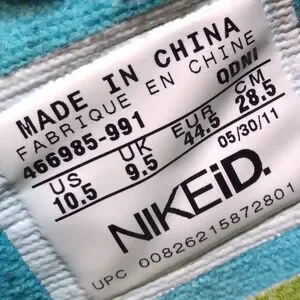 MADE IN CHINA
FABRIQUE EN CHINE
466985-991 QDNI
US UK EUR CM
10.5 9.5 44.5 28.5
05/30/11
NIKEiD.
UPC 00826215872801